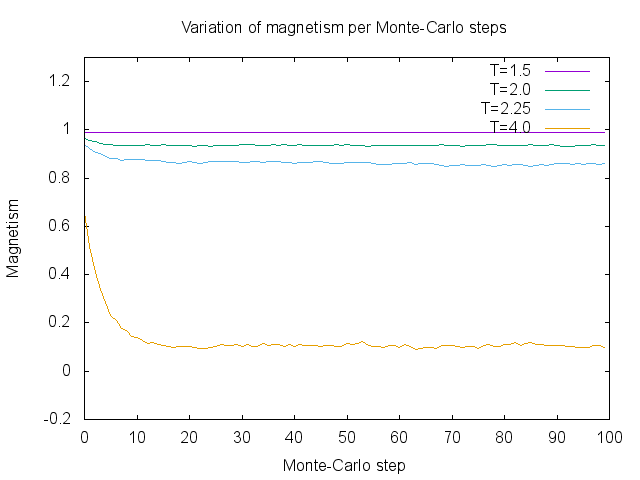 Variation of magnetism per Monte-Carlo steps
T=1.5
T=2.0
T=2.25
T=4.0
1.2
1
0.8
0.6
0.4
0.2
0
-0.2
Magnetism
0 10 20 30 40 50 60 70 80 90 100
Monte-Carlo step